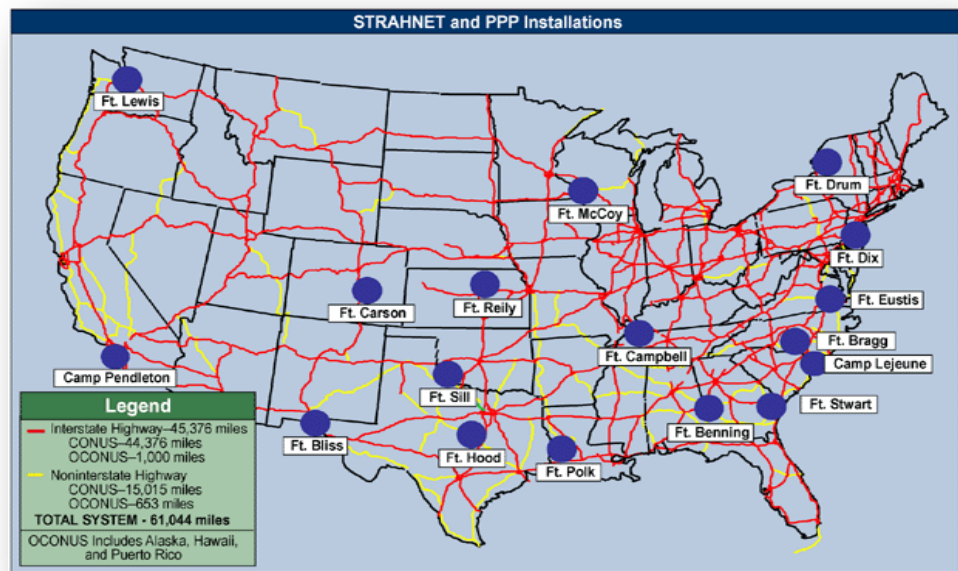 STRAHNET and PPP Installations
Ft. Lewis
Ft. Drum
Ft. McCoy
Ft. Dix
Ft. Carson
Ft. Reily
Ft. Eustis
Ft. Campbell
Ft. Bragg
Camp Lejeune
Camp Pendleton
Ft. Sill
Ft. Stwart
Ft. Benning
Ft. Bliss
Ft. Hood
Ft. Polk
Legend
Interstate Highway–45,376 miles
CONUS–44,376 miles
OCONUS–1,000 miles
Noninterstate Highway
CONUS–15,015 miles
OCONUS–653 miles
TOTAL SYSTEM - 61,044 miles
OCONUS Includes Alaska, Hawaii,
and Puerto Rico